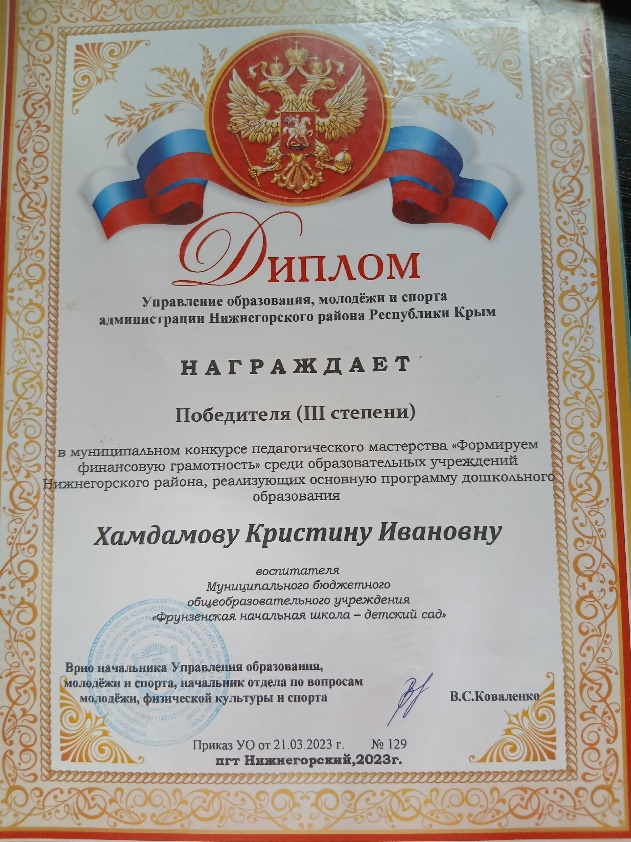 Диплом
Управление образования, молодёжи и спорта
администрации Нижнегорского района Республики Крым
НАГРАЖДАЕТ
Победителя (III степени)
в муниципальном конкурсе педагогического мастерства «Формируем
финансовую грамотность» среди образовательных учреждений
Нижнегорского района, реализующих основную программу дошкольного
образования
Хамдамову Кристину Ивановну
воспитателя
Муниципального бюджетного
общеобразовательного учреждения
«Фрунзенская начальная школа – детский сад»
Врио начальника Управления образования,
молодёжи и спорта, начальник отдела по вопросам
молодёжи, физической культуры и спорта
В.С.Коваленко
Приказ УО от 21.03.2023 г. № 129
пгт Нижнегорский,2023г.